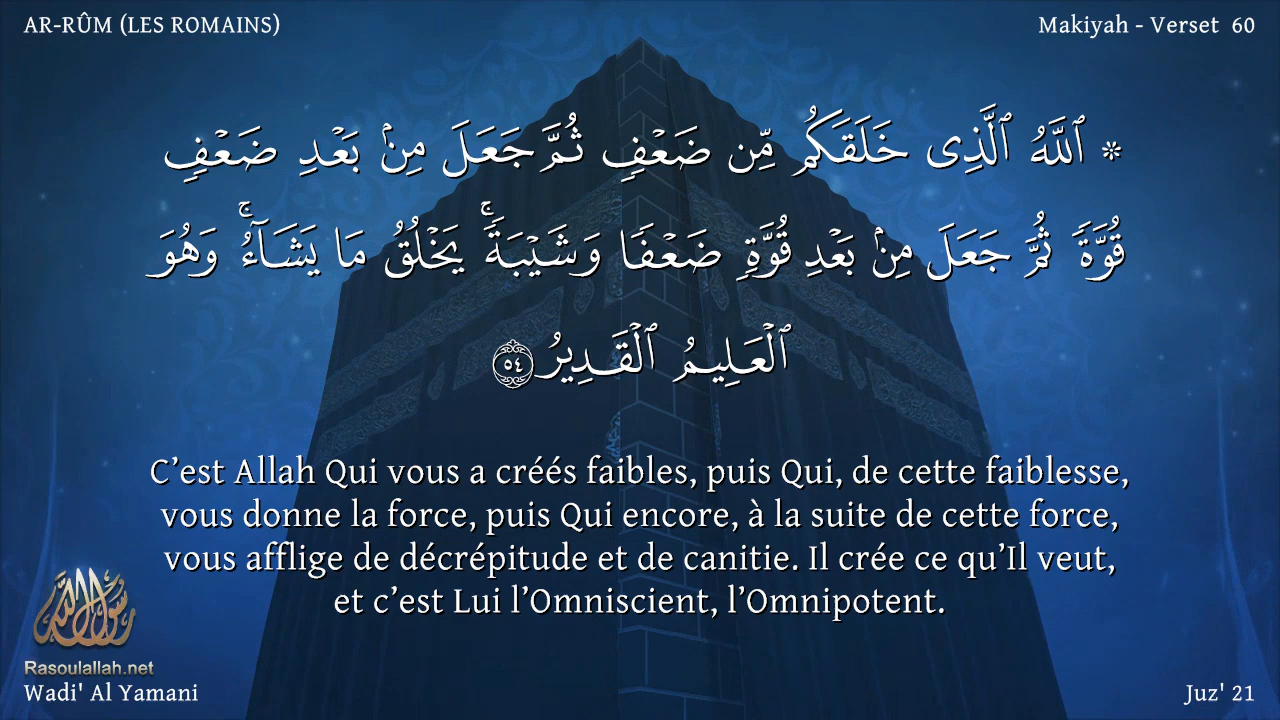 AR-RÛM (LES ROMAINS)
Makiyah - Verset 60
۞ ٱللَّهُ ٱلَّذِى خَلَقَكُم مِّن ضَعْفٍ ثُمَّ جَعَلَ مِنۢ بَعْدِ ضَعْفٍ
قُوَّةً ثُمَّ جَعَلَ مِنۢ بَعْدِ قُوَّةٍ ضَعْفًا وَشَيْبَةً ۚ يَخْلُقُ مَا يَشَآءُ ۚ وَهُوَ
ٱلْعَلِيمُ ٱلْقَدِيرُ ٥٤
C’est Allah Qui vous a créés faibles, puis Qui, de cette faiblesse,
vous donne la force, puis Qui encore, à la suite de cette force,
vous afflige de décrépitude et de canitie. Il crée ce qu’Il veut,
et c’est Lui l’Omniscient, l’Omnipotent.
رسول الله
Rasoulallah.net
Wadi' Al Yamani
Juz' 21